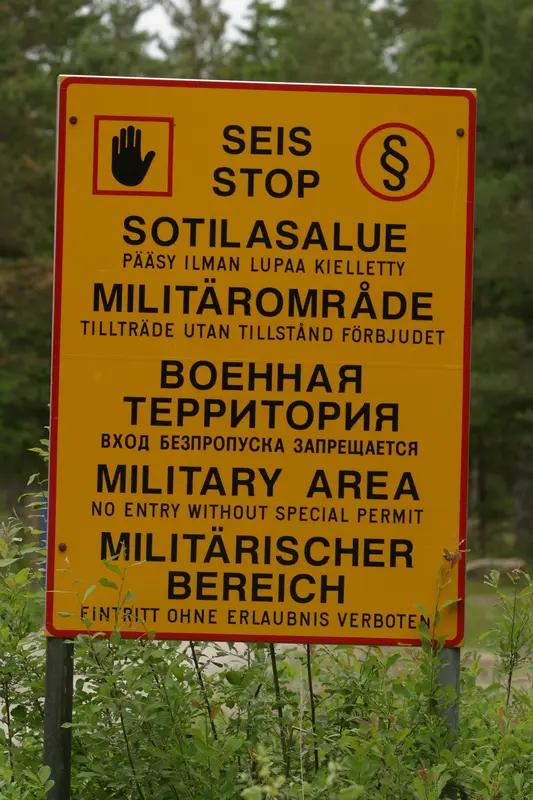 SEIS
STOP
§
SOTILASALUE
PÄÄSY ILMAN LUPAA KIELLETTY
MILITÄROMRÅDE
TILLTRÄDE UTAN TILLSTÅND FÖRBJUDET
ВОЕННАЯ
ТЕРРИТОРИЯ
ВХОД БЕЗПРОПУСКА ЗАПРЕЩАЕТСЯ
MILITARY AREA
NO ENTRY WITHOUT SPECIAL PERMIT
MILITÄRISCHER
BEREICH
EINTRITT OHNE ERLAUBNIS VERBOTEN